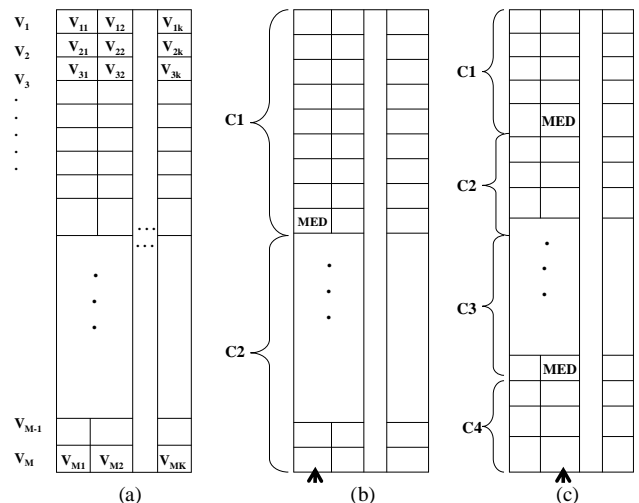 V1 V11 V12 V1k
V2 V21 V22 V2k
V3 V31 V32 V3k
.
.
.
.
.
... 
...
.
.
.
VM-1
VM VM1 VM2 VMK
(a)
C1
MED
.
.
.
C2
(b)
C1
MED
C2
.
.
.
C3
MED
C4
(c)